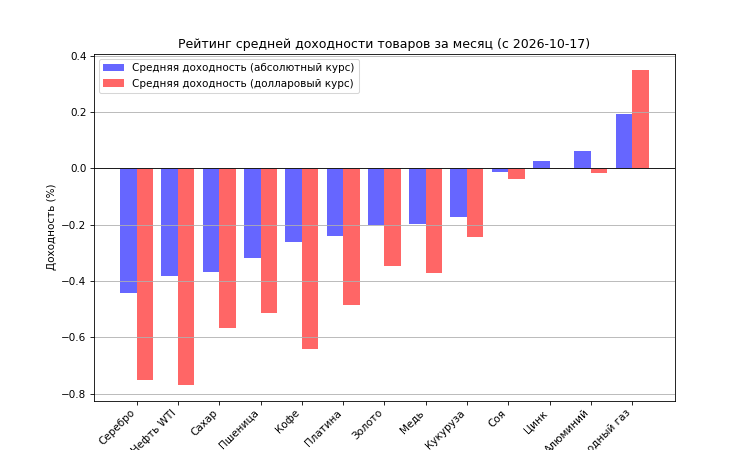 Рейтинг средней доходности товаров за месяц (с 2026-10-17)
Средняя доходность (абсолютный курс)
Средняя доходность (долларовый курс)
Доходность (%)
0.4
0.2
0.0
−0.2
−0.4
−0.6
−0.8
Серебро
Нефть WTI
Сахар
Пшеница
Кофе
Платина
Золото
Медь
Кукуруза
Соя
Цинк
Алюминий
газ